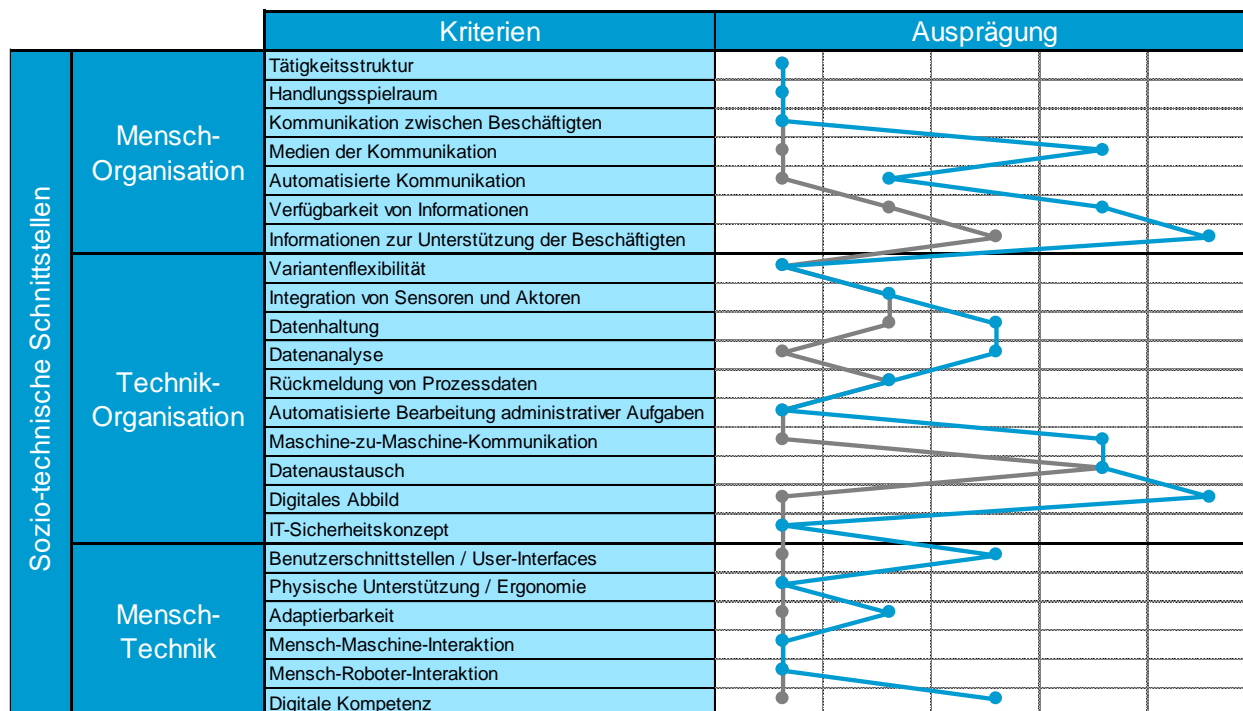 Kriterien
Ausprägung
Sozio-technische Schnittstellen
Mensch-
Organisation
Tätigkeitsstruktur
Handlungsspielraum
Kommunikation zwischen Beschäftigten
Medien der Kommunikation
Automatisierte Kommunikation
Verfügbarkeit von Informationen
Informationen zur Unterstützung der Beschäftigten
Technik-
Organisation
Variantenflexibilität
Integration von Sensoren und Aktoren
Datenhaltung
Datenanalyse
Rückmeldung von Prozessdaten
Automatisierte Bearbeitung administrativer Aufgaben
Maschine-zu-Maschine-Kommunikation
Datenaustausch
Digitales Abbild
IT-Sicherheitskonzept
Mensch-
Technik
Benutzerschnittstellen / User-Interfaces
Physische Unterstützung / Ergonomie
Adaptierbarkeit
Mensch-Maschine-Interaktion
Mensch-Roboter-Interaktion
Digitale Kompetenz